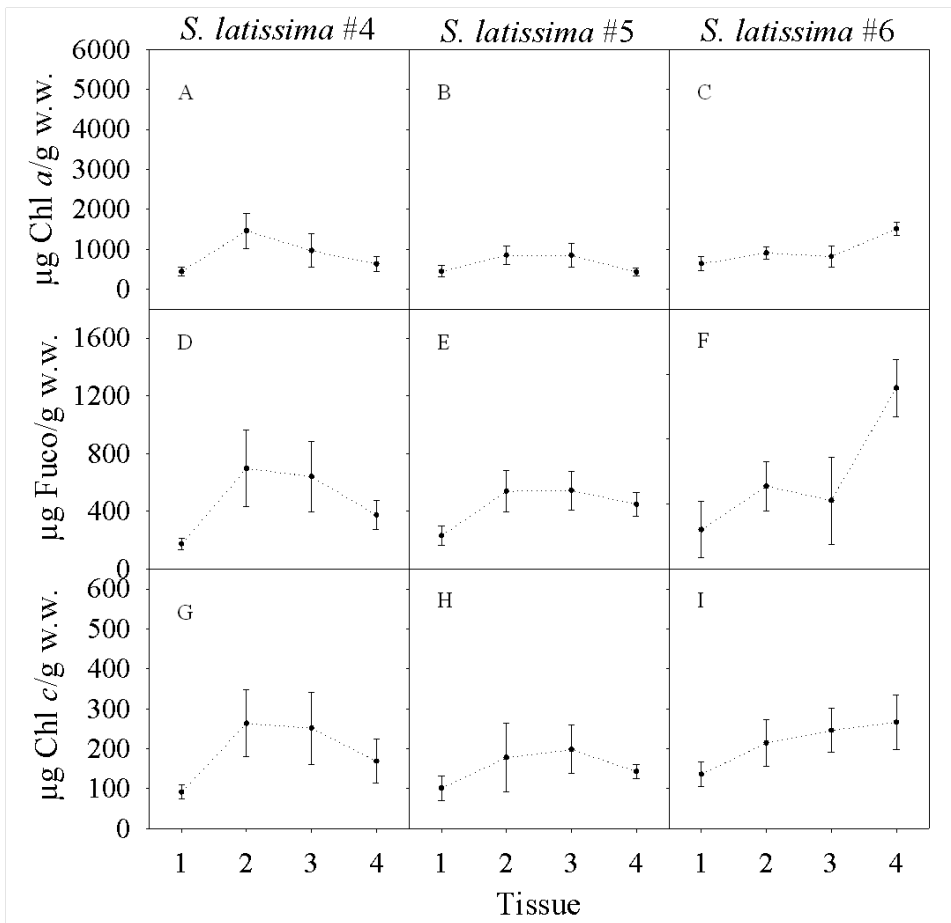 S. latissima #4 S. latissima #5 S. latissima #6
µg Chl a/g w.w.
6000
5000
4000
3000
2000
1000
0
A
B
C
µg Fuco/g w.w.
1600
1200
800
400
0
D
E
F
µg Chl c/g w.w.
600
500
400
300
200
100
0
G
H
I
1 2 3 4 1 2 3 4 1 2 3 4
Tissue